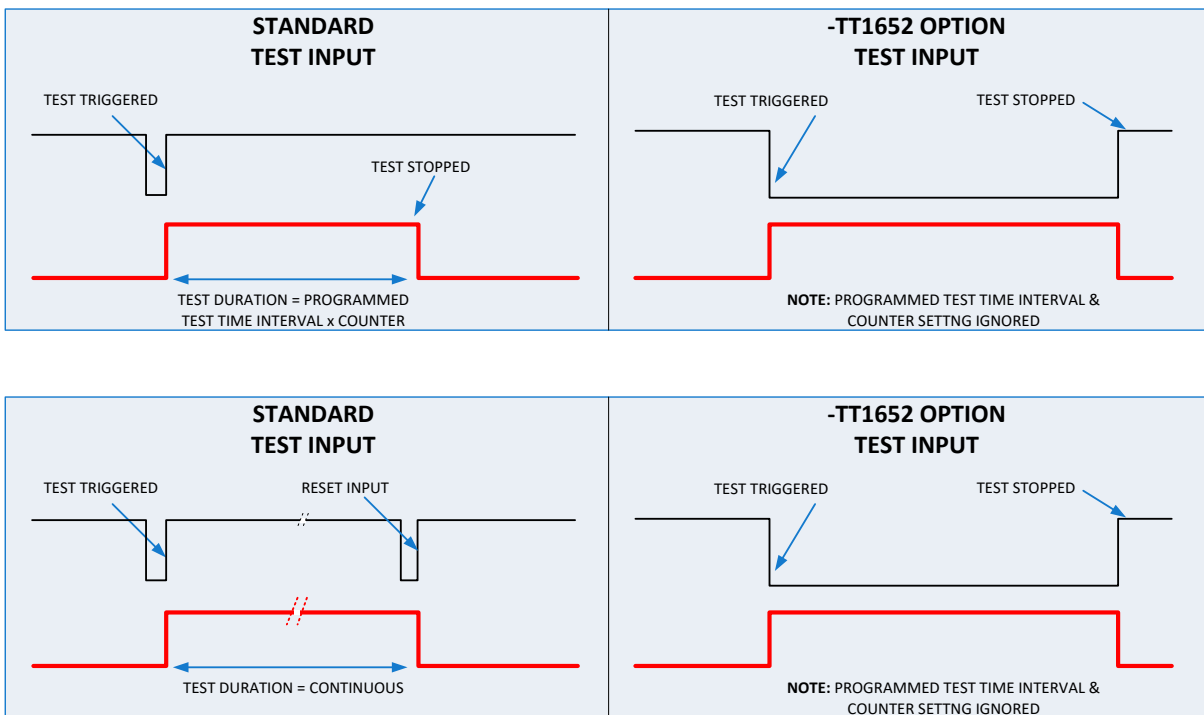 STANDARD
TEST INPUT
TEST TRIGGERED
TEST STOPPED
TEST DURATION = PROGRAMMED
TEST TIME INTERVAL x COUNTER
-TT1652 OPTION
TEST INPUT
TEST TRIGGERED
TEST STOPPED
NOTE: PROGRAMMED TEST TIME INTERVAL &
COUNTER SETTNG IGNORED
STANDARD
TEST INPUT
TEST TRIGGERED
RESET INPUT
TEST DURATION = CONTINUOUS
-TT1652 OPTION
TEST INPUT
TEST TRIGGERED
TEST STOPPED
NOTE: PROGRAMMED TEST TIME INTERVAL &
COUNTER SETTNG IGNORED